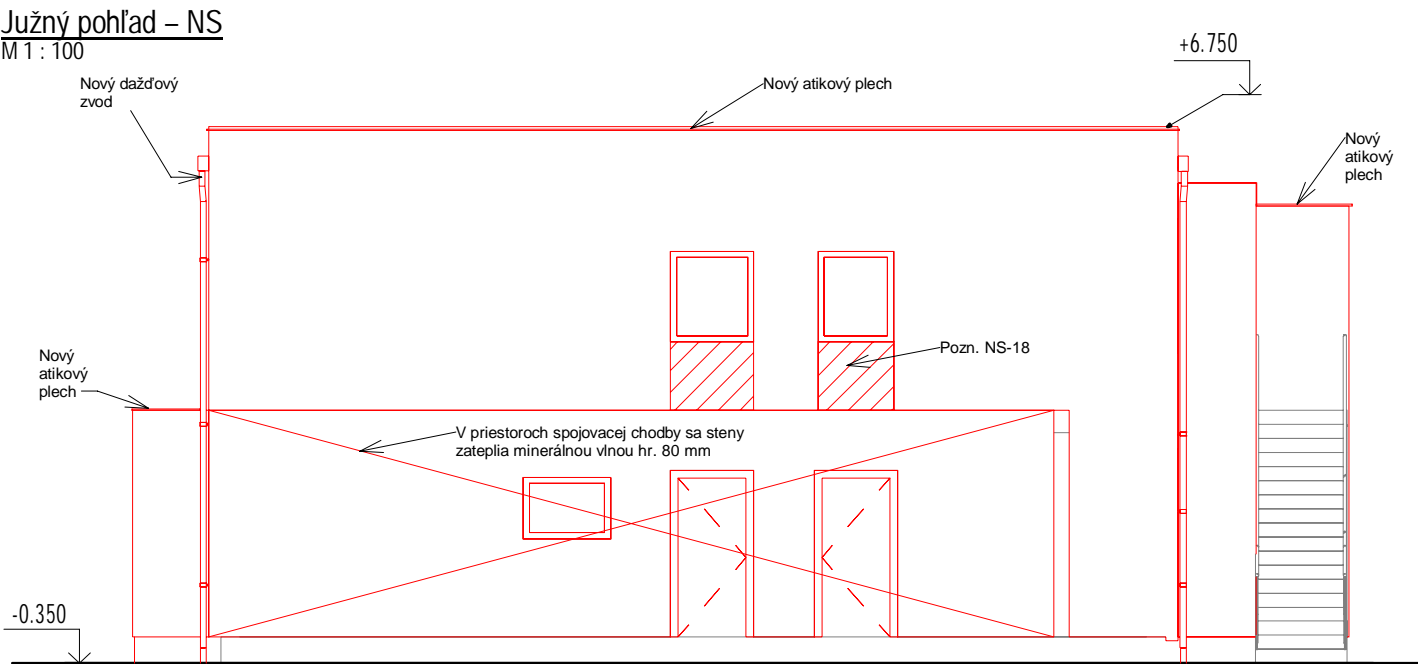 Južný pohľad – NS
M 1 : 100
+6.750
Nový dažďový
zvod
Nový atikový plech
Nový
atikový
plech
Pozn. NS-18
Nový
atikový
plech
V priestoroch spojovacej chodby sa steny
zateplia minerálnou vlnou hr. 80 mm
-0.350